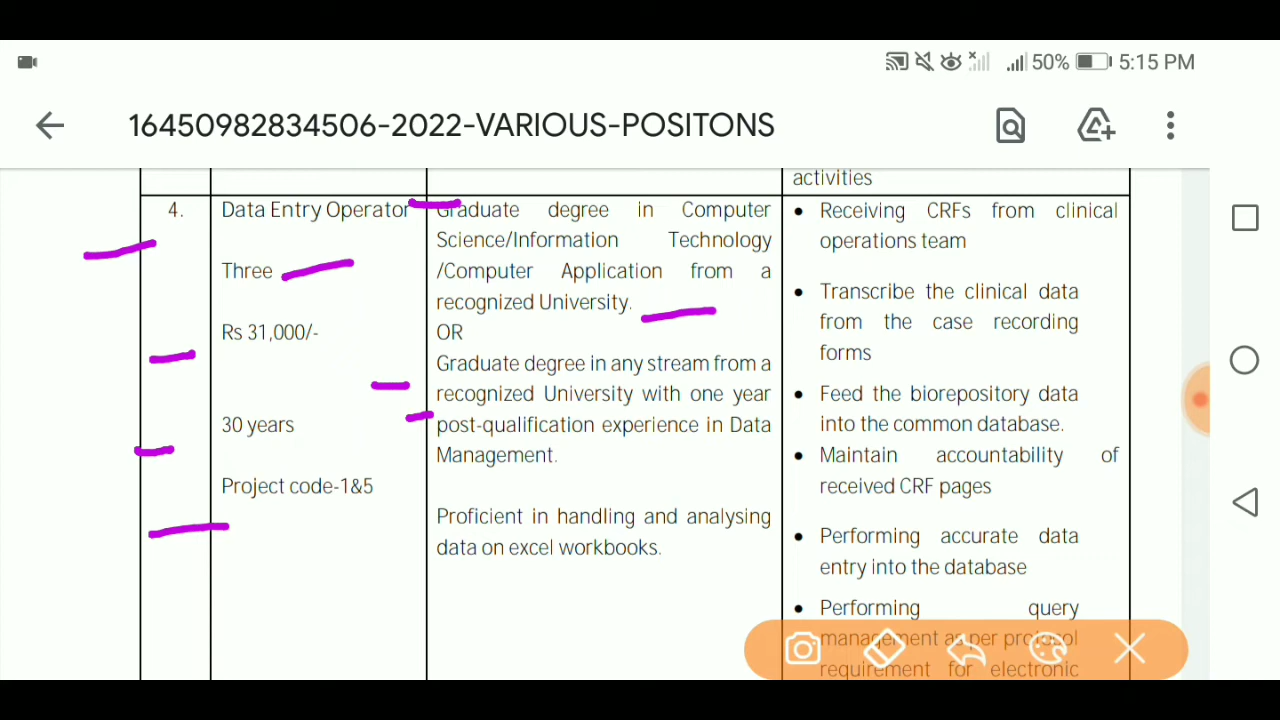 50% 5:15 PM
16450982834506-2022-VARIOUS-POSITONS
activities
4.
Data Entry Operator
Three
Rs 31,000/-
30 years
Project code-1&5
Graduate degree in Computer
Science/Information Technology
/Computer Application from a
recognized University.
OR
Graduate degree in any stream from a
recognized University with one year
post-qualification experience in Data
Management.
Proficient in handling and analysing
data on excel workbooks.
• Receiving CRFs from clinical
operations team
• Transcribe the clinical data
from the case recording
forms
• Feed the biorepository data
into the common database.
• Maintain accountability of
received CRF pages
• Performing accurate data
entry into the database
• Performing query
management as per protocol
requirement for electronic